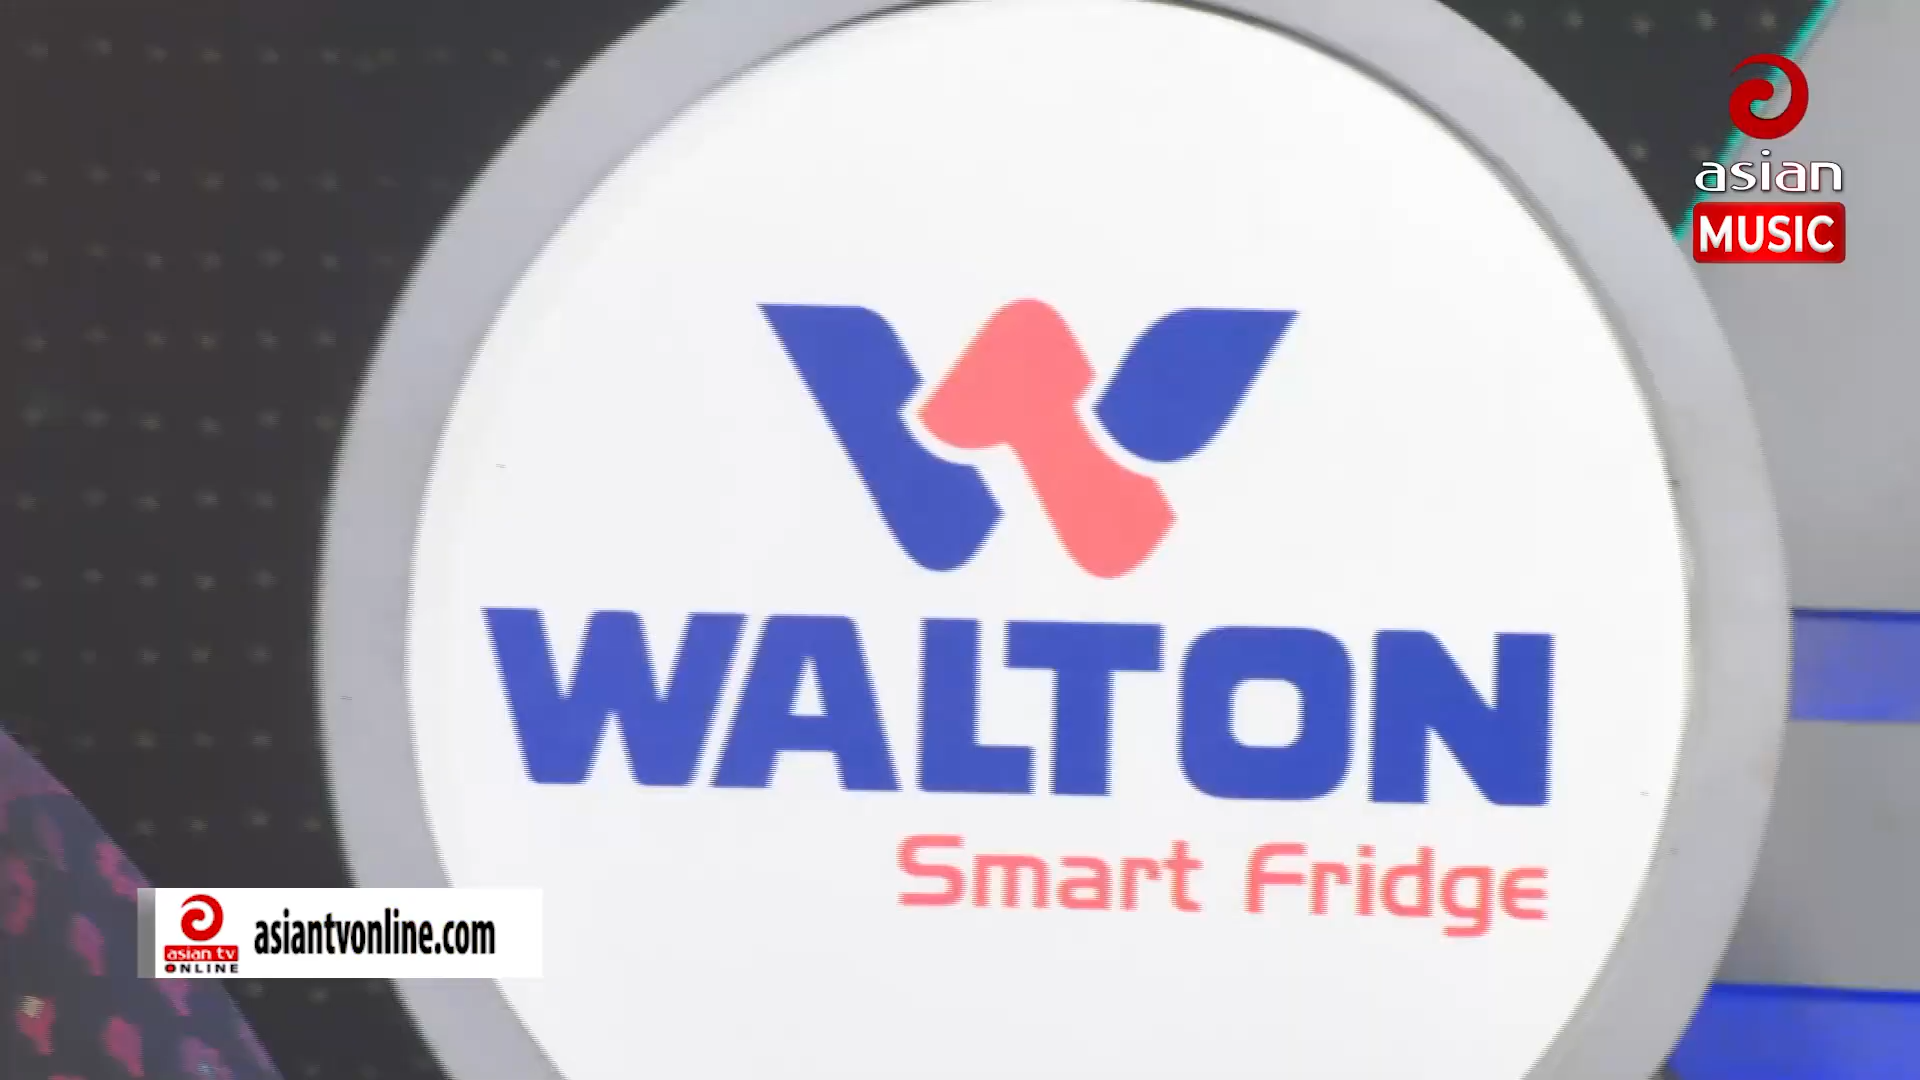 asian
MUSIC
WALTON
Smart Fridge
asian tv
ONLINE
asiantvonline.com